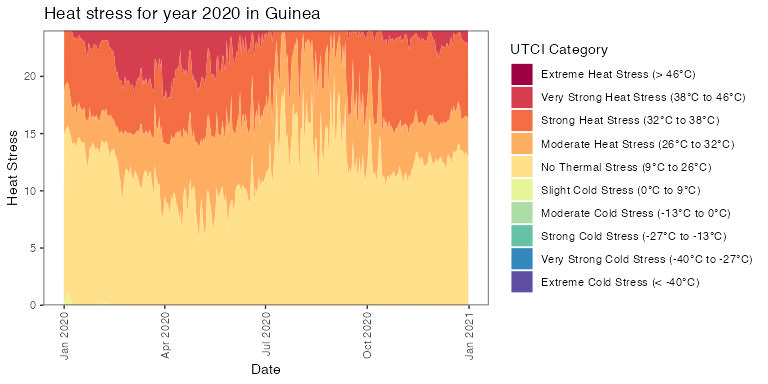 Heat stress for year 2020 in Guinea
Heat Stress
20
15
10
5
0
Jan 2020
Apr 2020
Jul 2020
Oct 2020
Jan 2021
Date
UTCI Category
Extreme Heat Stress (> 46°C)
Very Strong Heat Stress (38°C to 46°C)
Strong Heat Stress (32°C to 38°C)
Moderate Heat Stress (26°C to 32°C)
No Thermal Stress (9°C to 26°C)
Slight Cold Stress (0°C to 9°C)
Moderate Cold Stress (-13°C to 0°C)
Strong Cold Stress (-27°C to -13°C)
Very Strong Cold Stress (-40°C to -27°C)
Extreme Cold Stress (< -40°C)